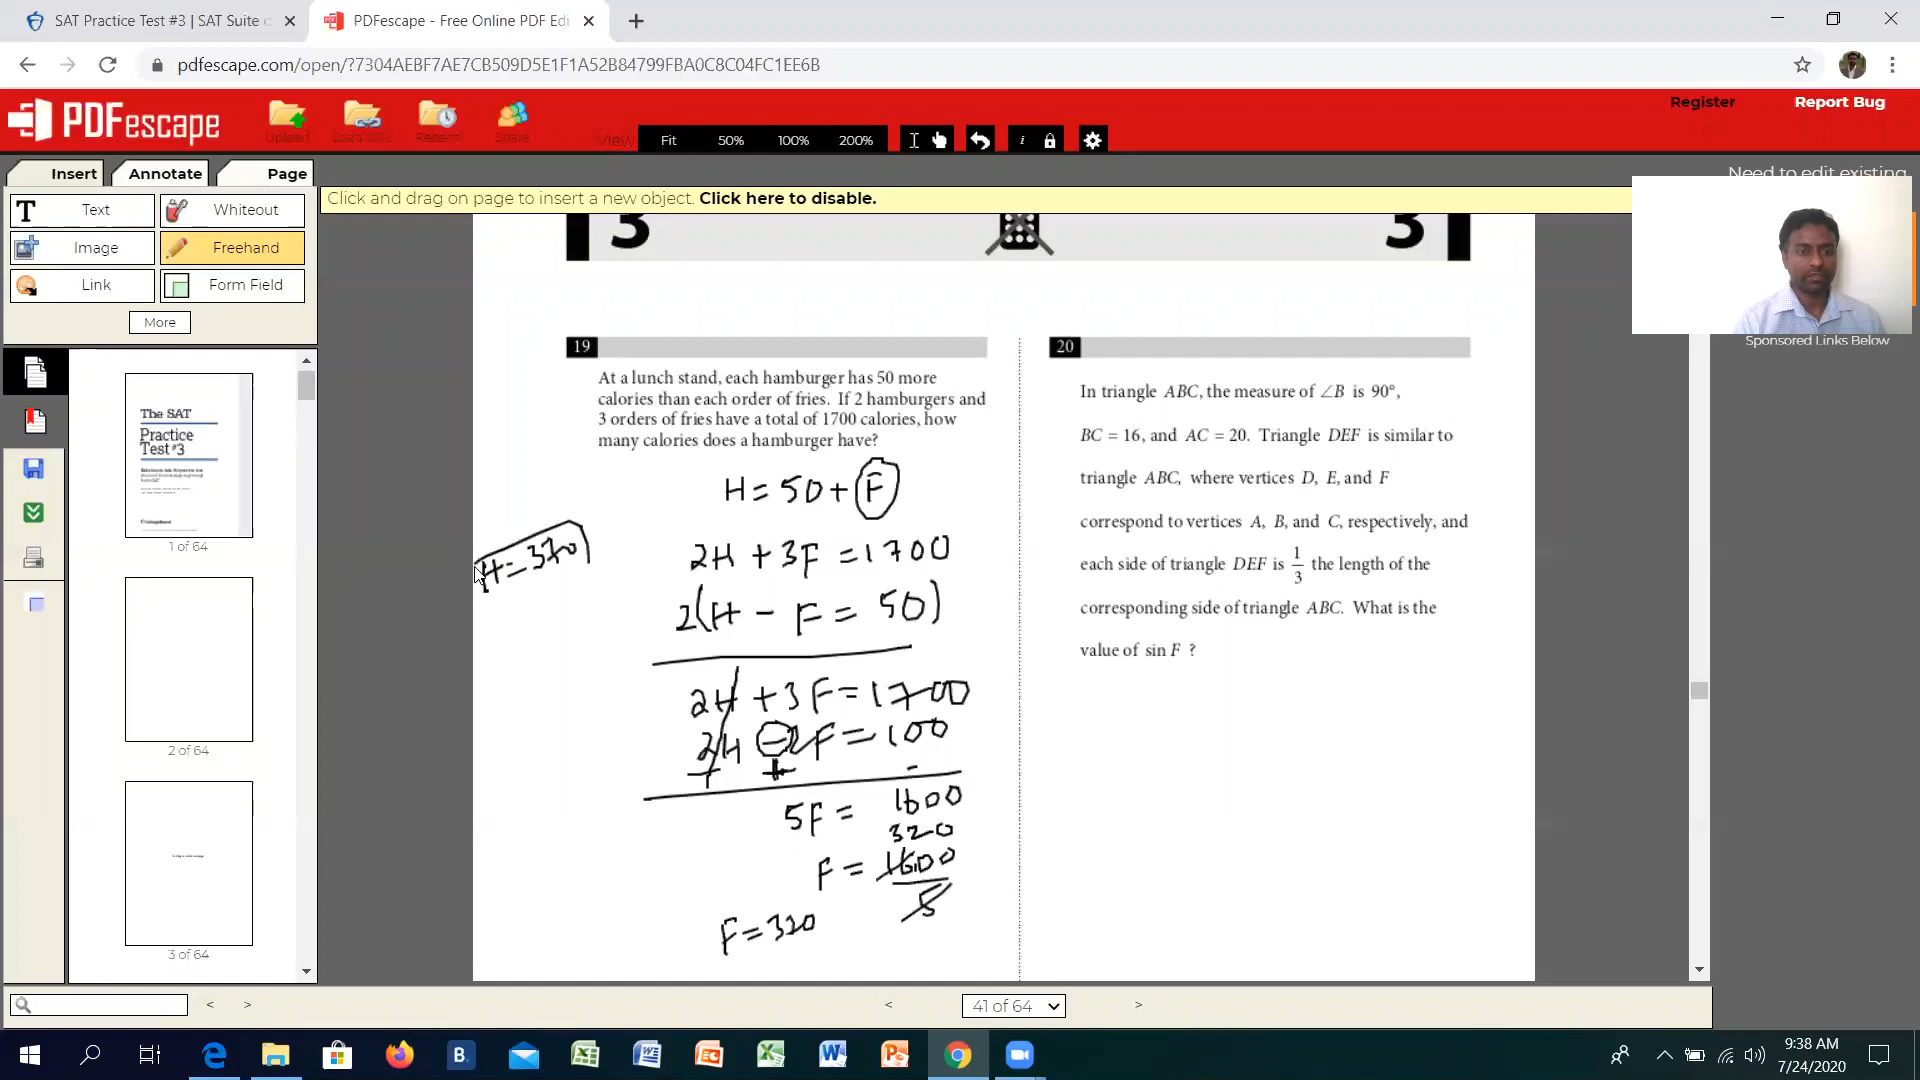 SAT Practice Test #3 | SAT Suite o
PDFescape - Free Online PDF Edi
pdfescape.com/open/?7304AEBF7AE7CB509D5E1F1A52B84799FBA0C8C04FC1EE6B
PDFescape
Upload
Recent
Share
View
Fit
50%
100%
200%
Register
Report Bug
Insert
Annotate
Page
Need to edit existing
Click and drag on page to insert a new object. Click here to disable.
Text
Whiteout
Image
Freehand
Link
Form Field
More
Sponsored Links Below
The SAT
Practice
Test #3
1 of 64
2 of 64
3 of 64
3
3
19
At a lunch stand, each hamburger has 50 more
calories than each order of fries. If 2 hamburgers and
3 orders of fries have a total of 1700 calories, how
many calories does a hamburger have?
H = 50 + F
H = 370
2H + 3F = 1700
2(H - F = 50)
2H + 3F = 1700
2H - 2F = 100
- + -
5F = 1600
320
F = 1600
5
F = 320
20
In triangle ABC, the measure of ∠B is 90°,
BC = 16, and AC = 20. Triangle DEF is similar to
triangle ABC, where vertices D, E, and F
correspond to vertices A, B, and C, respectively, and
each side of triangle DEF is 1/3 the length of the
corresponding side of triangle ABC. What is the
value of sin F ?
< >
< 41 of 64 >
9:38 AM
7/24/2020